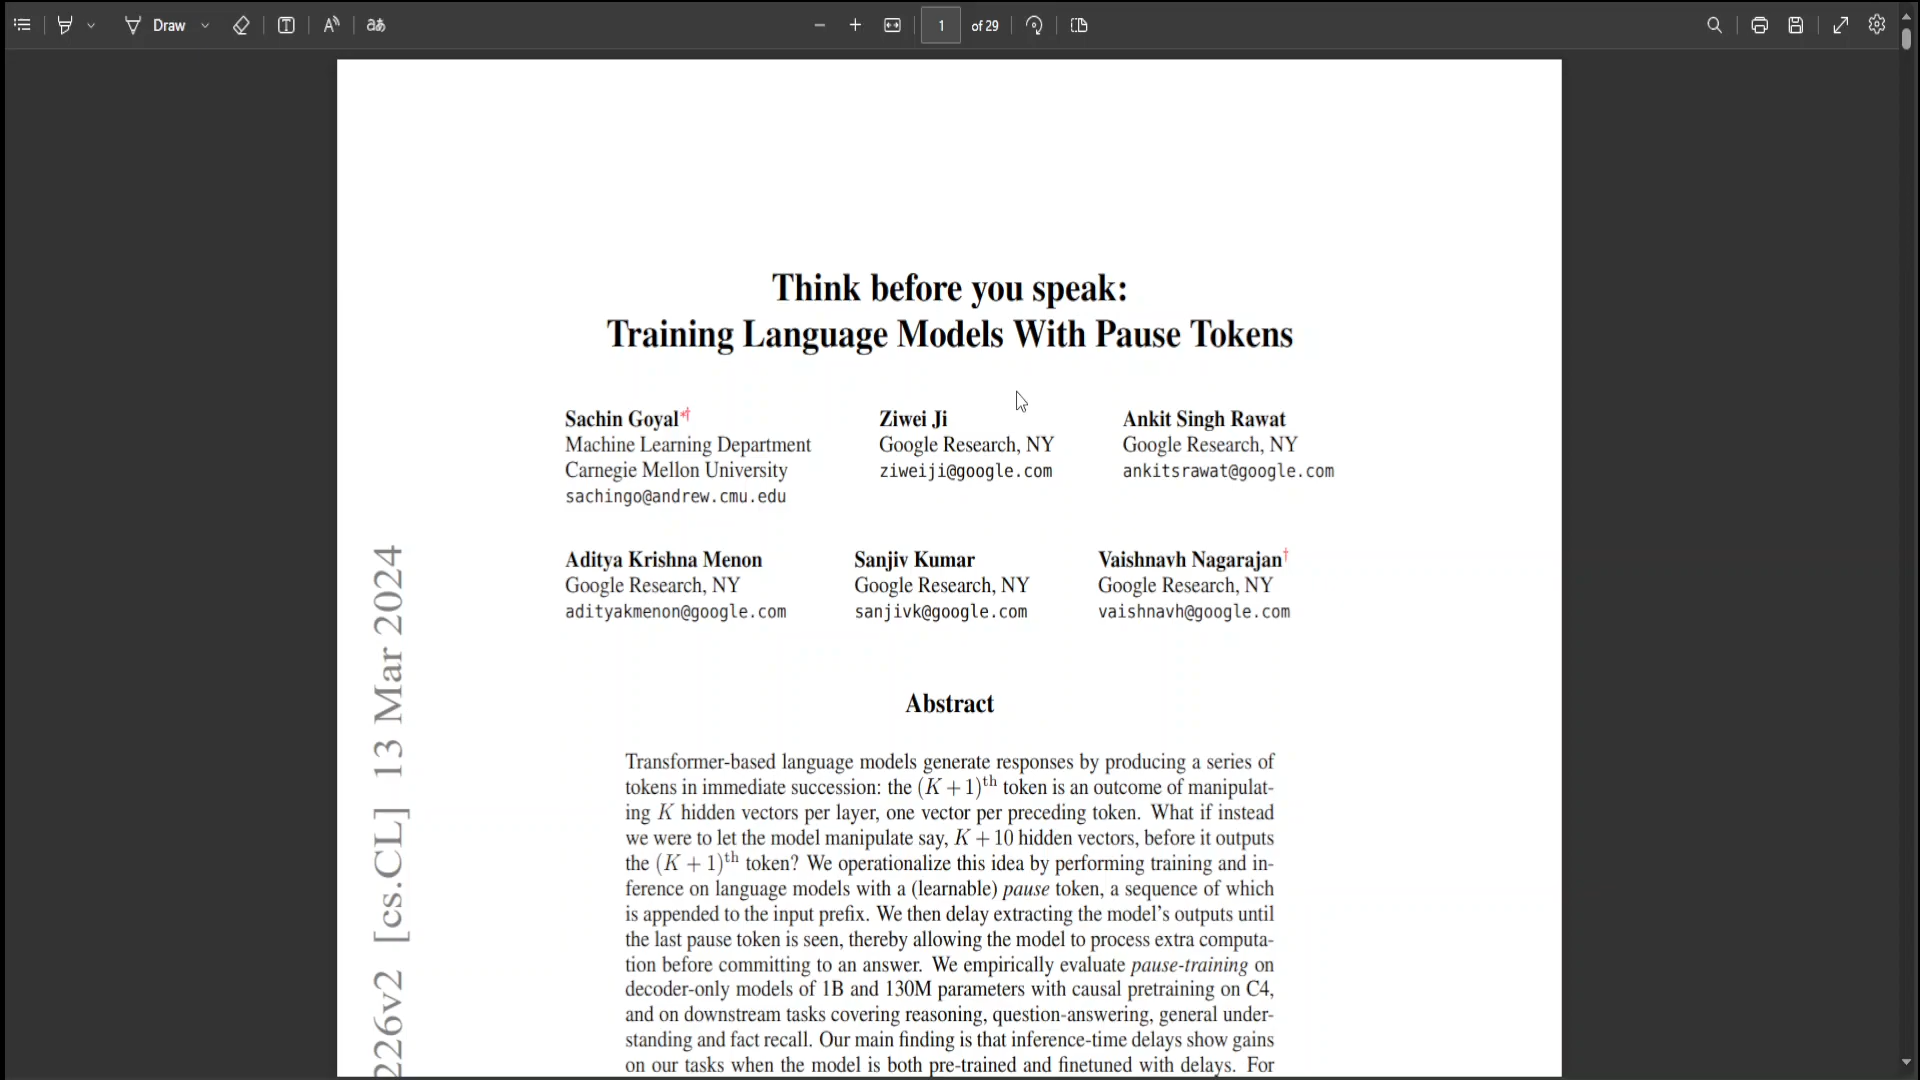 Draw
1
of 29
Think before you speak:
Training Language Models With Pause Tokens
Sachin Goyal*†
Machine Learning Department
Carnegie Mellon University
sachingo@andrew.cmu.edu
Ziwei Ji
Google Research, NY
ziweiji@google.com
Ankit Singh Rawat
Google Research, NY
ankitsrawat@google.com
Aditya Krishna Menon
Google Research, NY
adityakmenon@google.com
Sanjiv Kumar
Google Research, NY
sanjivk@google.com
Vaishnavh Nagarajan†
Google Research, NY
vaishnavh@google.com
226v2 [cs.CL] 13 Mar 2024
Abstract
Transformer-based language models generate responses by producing a series of
tokens in immediate succession: the (K + 1)th token is an outcome of manipulat-
ing K hidden vectors per layer, one vector per preceding token. What if instead
we were to let the model manipulate say, K + 10 hidden vectors, before it outputs
the (K + 1)th token? We operationalize this idea by performing training and in-
ference on language models with a (learnable) pause token, a sequence of which
is appended to the input prefix. We then delay extracting the model's outputs until
the last pause token is seen, thereby allowing the model to process extra computa-
tion before committing to an answer. We empirically evaluate pause-training on
decoder-only models of 1B and 130M parameters with causal pretraining on C4,
and on downstream tasks covering reasoning, question-answering, general under-
standing and fact recall. Our main finding is that inference-time delays show gains
on our tasks when the model is both pre-trained and finetuned with delays. For